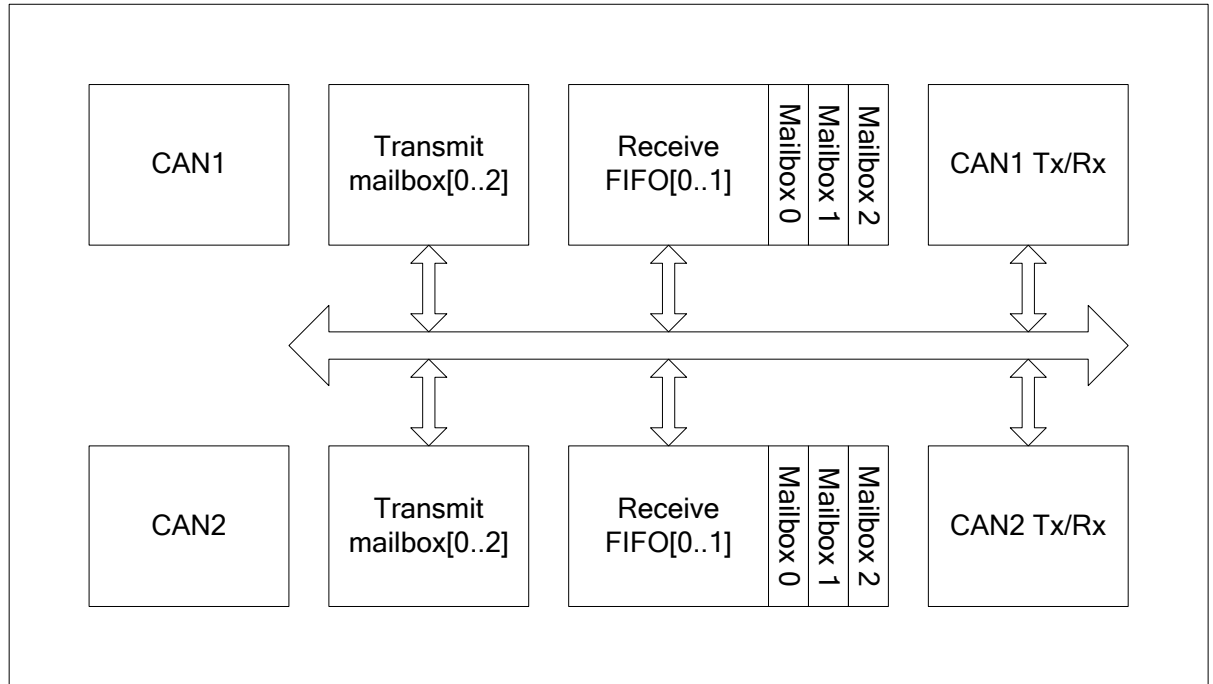 CAN1
Transmit
mailbox[0..2]
Receive
FIFO[0..1]
Mailbox 0
Mailbox 1
Mailbox 2
CAN1 Tx/Rx
CAN2
Transmit
mailbox[0..2]
Receive
FIFO[0..1]
Mailbox 0
Mailbox 1
Mailbox 2
CAN2 Tx/Rx